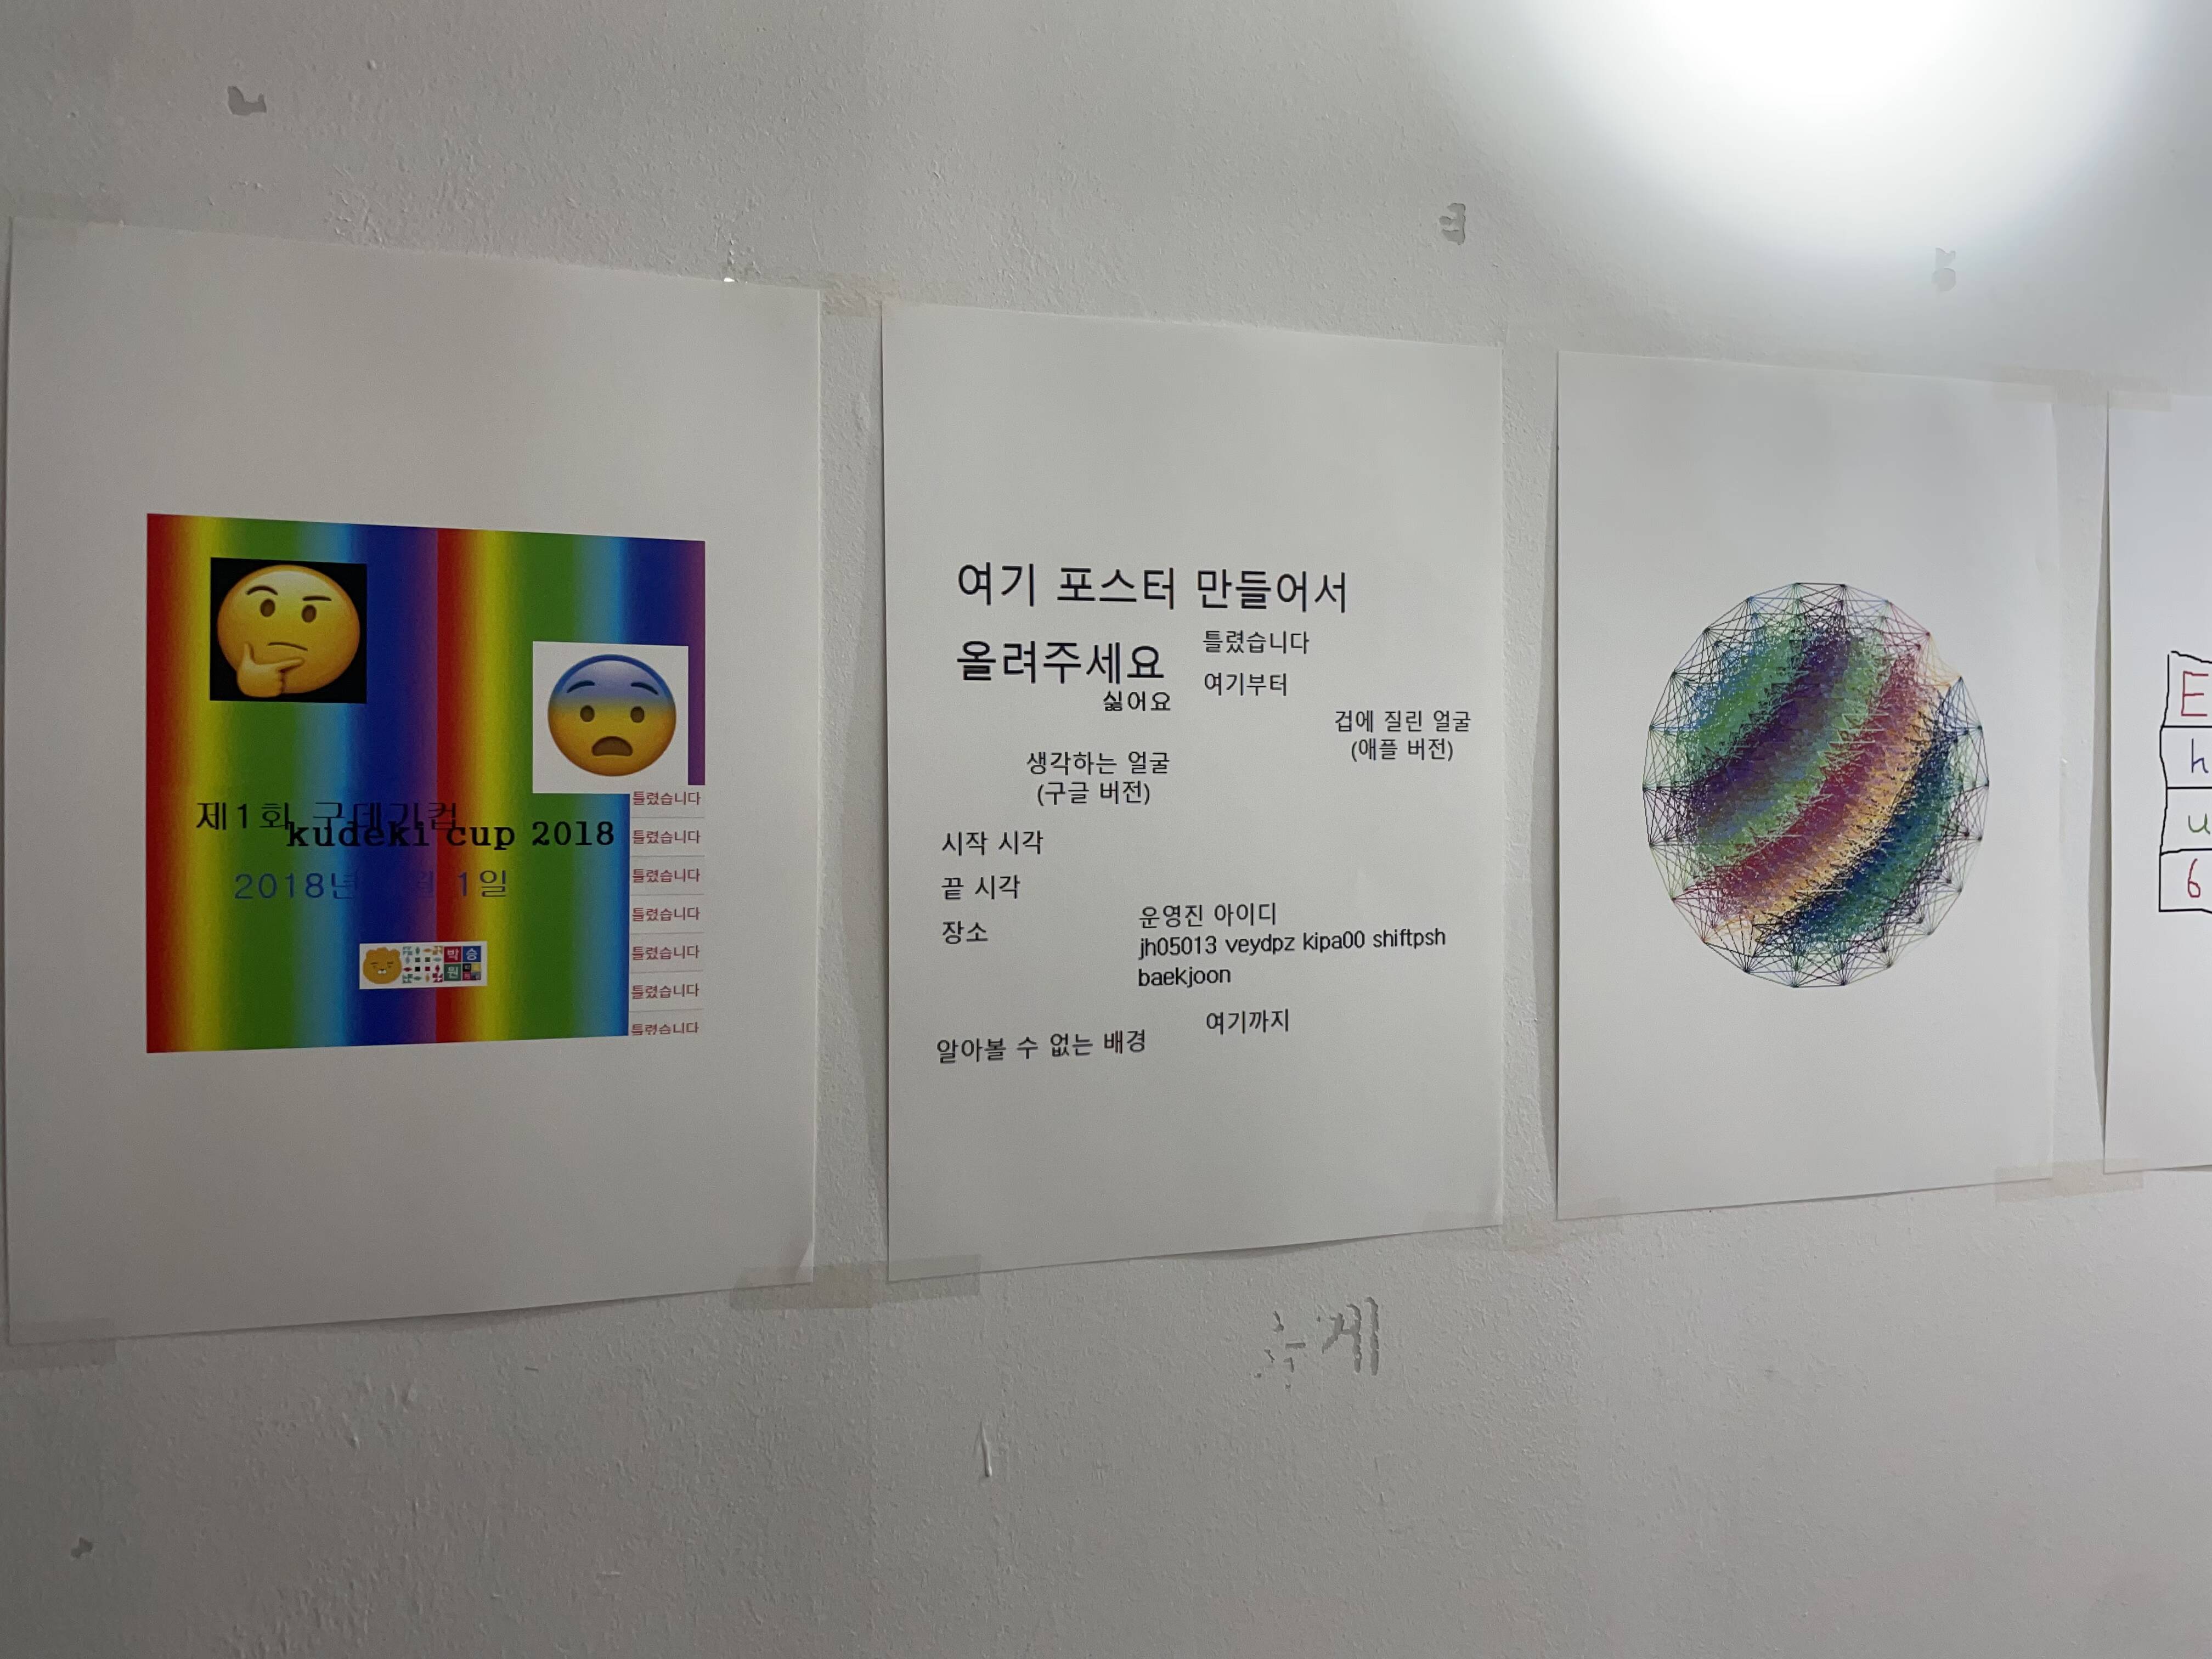 제1회 구데기컵
kudeki cup 2018
2018년 월 1일
박승
원
틀렸습니다
틀렸습니다
틀렸습니다
틀렸습니다
틀렸습니다
틀렸습니다
틀렸습니다
여기 포스터 만들어서
올려주세요
싫어요
틀렸습니다
여기부터
겁에 질린 얼굴
(애플 버전)
생각하는 얼굴
(구글 버전)
시작 시각
끝 시각
장소
운영진 아이디
jh05013 veydpz kipa00 shiftpsh
baekjoon
여기까지
알아볼 수 없는 배경
E
h
u
6